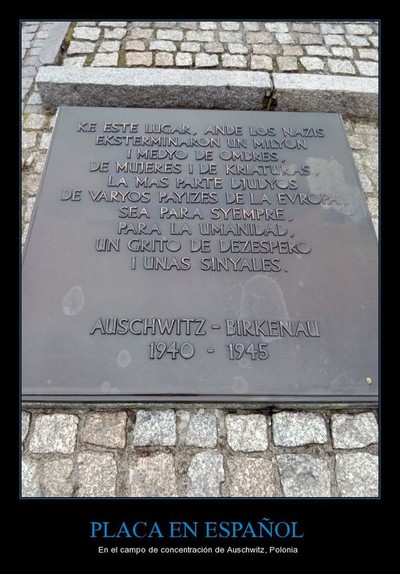 KE ESTE LUGAR, ANDE LOS NAZIS
EKSTERMINARON UN MILYON
I MEDYO DE OMBRES,
DE MUJERES I DE KRIATURAS,
LA MAS PARTE DJUDYOS
DE VARYOS PAYIZES DE LA EVROPA,
SEA PARA SYEMPRE,
PARA LA UMANIDAD,
UN GRITO DE DEZESPERO
I UNAS SINYALES.
AUSCHWITZ - BIRKENAU
1940 - 1945
PLACA EN ESPAÑOL
En el campo de concentración de Auschwitz, Polonia